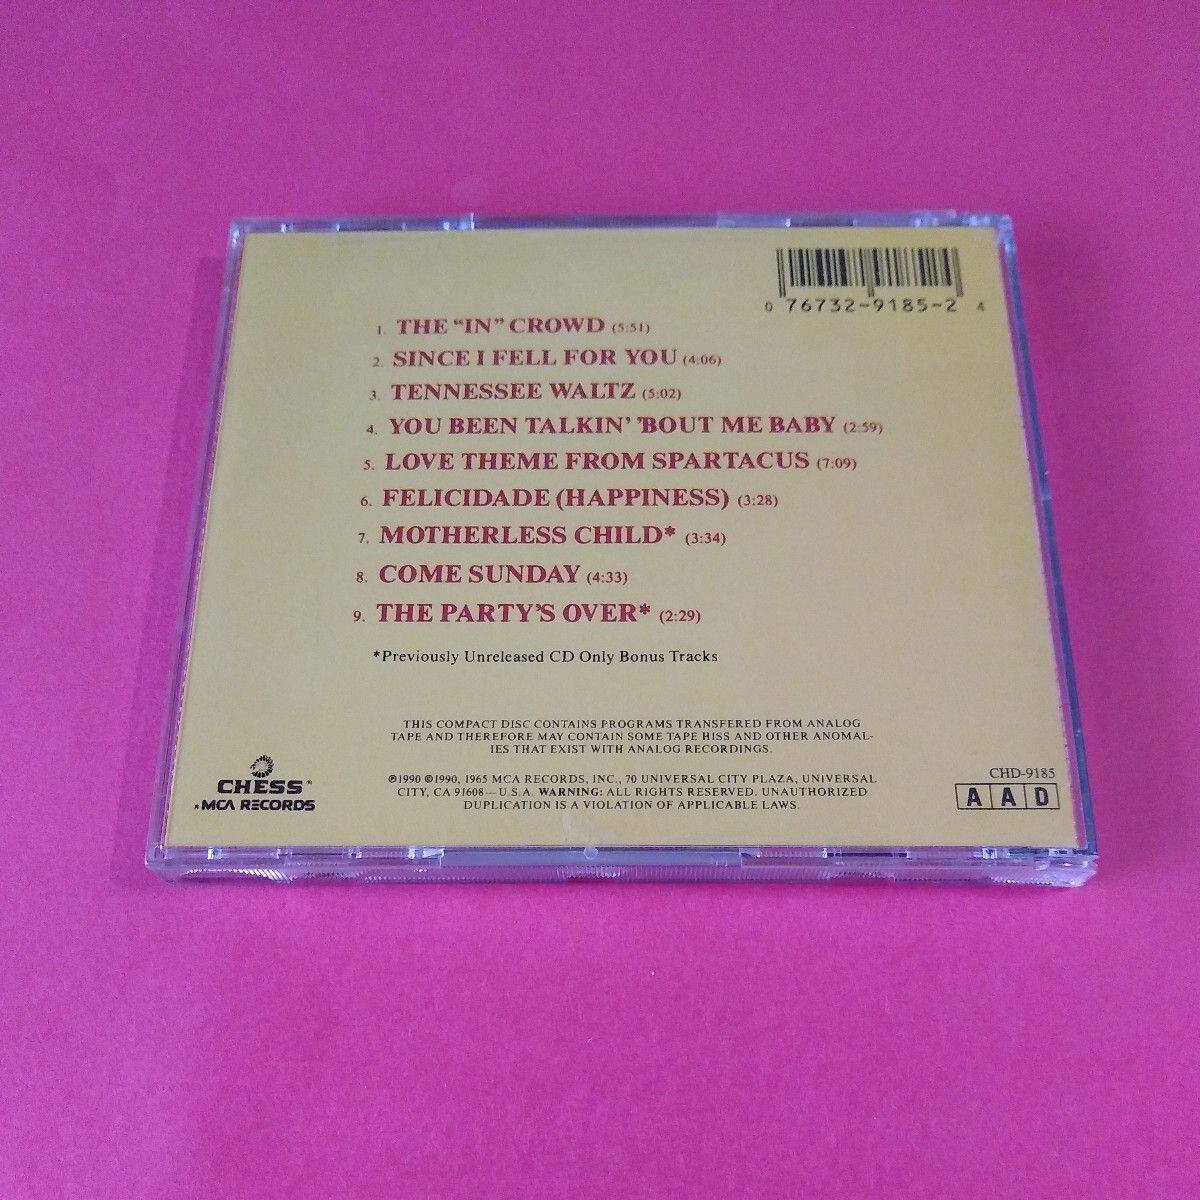 0 76732-9185-2 4
1. THE “IN” CROWD (5:51)
2. SINCE I FELL FOR YOU (4:06)
3. TENNESSEE WALTZ (5:02)
4. YOU BEEN TALKIN’ ’BOUT ME BABY (2:59)
5. LOVE THEME FROM SPARTACUS (7:09)
6. FELICIDADE (HAPPINESS) (3:28)
7. MOTHERLESS CHILD* (3:34)
8. COME SUNDAY (4:33)
9. THE PARTY’S OVER* (2:29)
*Previously Unreleased CD Only Bonus Tracks
THIS COMPACT DISC CONTAINS PROGRAMS TRANSFERED FROM ANALOG
TAPE AND THEREFORE MAY CONTAIN SOME TAPE HISS AND OTHER ANOMAL-
IES THAT EXIST WITH ANALOG RECORDINGS.
℗1990 ©1990, 1965 MCA RECORDS, INC., 70 UNIVERSAL CITY PLAZA, UNIVERSAL
CITY, CA 91608—U.S.A. WARNING: ALL RIGHTS RESERVED. UNAUTHORIZED
DUPLICATION IS A VIOLATION OF APPLICABLE LAWS.
CHESS
MCA RECORDS
CHD-9185
A A D